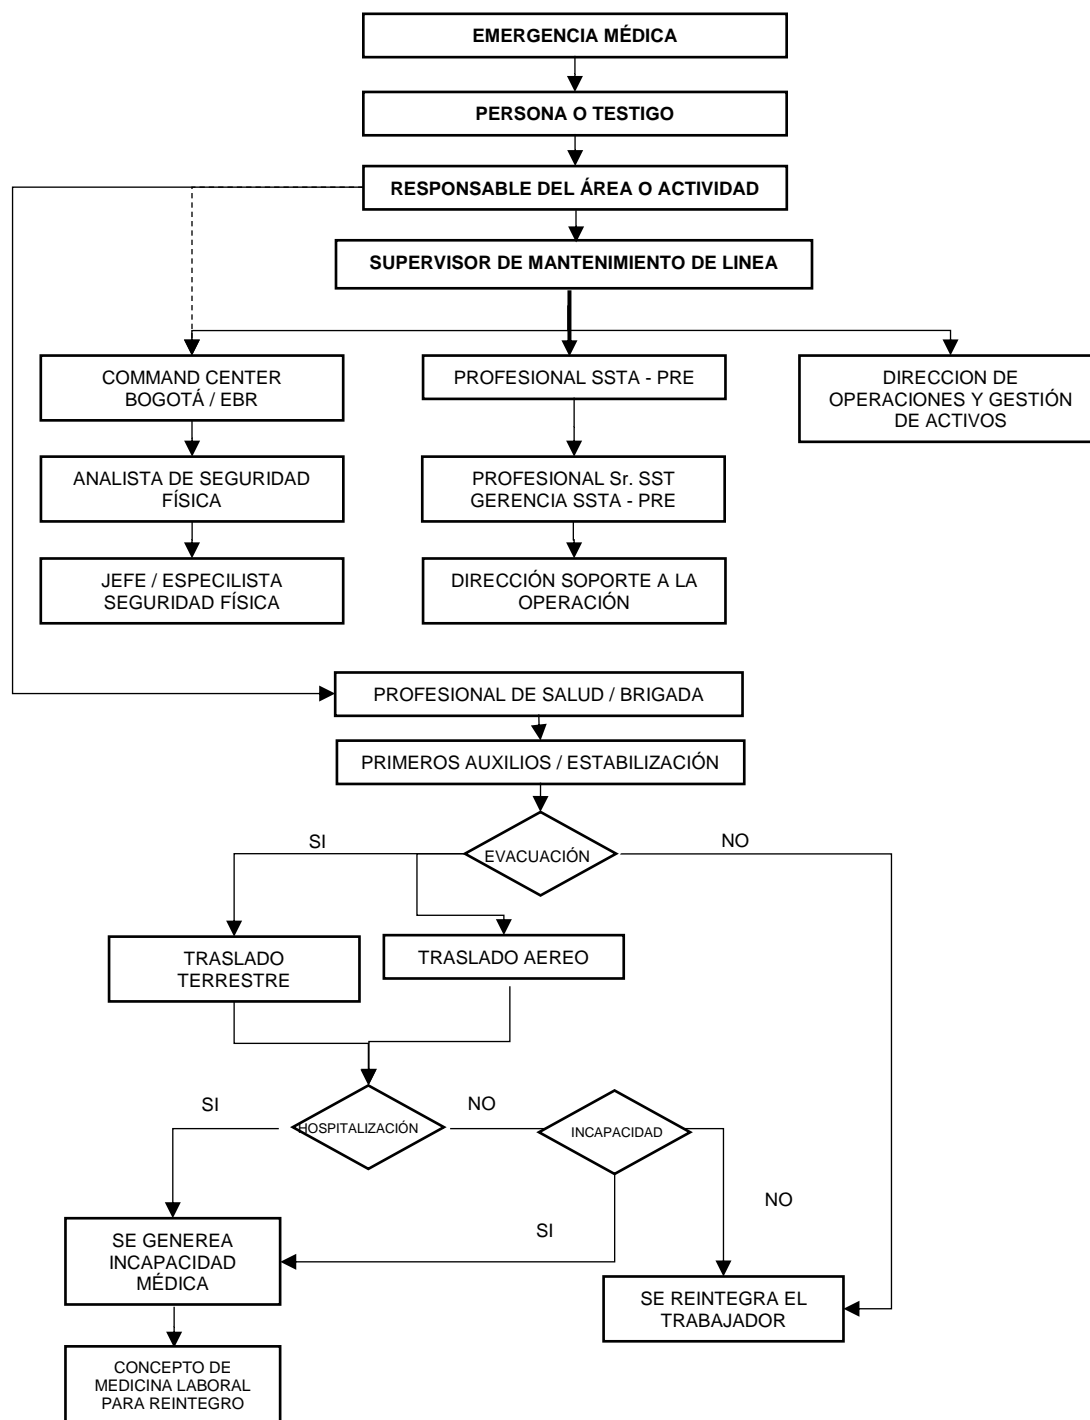 EMERGENCIA MÉDICA
PERSONA O TESTIGO
RESPONSABLE DEL ÁREA O ACTIVIDAD
SUPERVISOR DE MANTENIMIENTO DE LINEA
COMMAND CENTER
BOGOTÁ / EBR
PROFESIONAL SSTA - PRE
DIRECCION DE
OPERACIONES Y GESTIÓN
DE ACTIVOS
ANALISTA DE SEGURIDAD
FÍSICA
PROFESIONAL Sr. SST
GERENCIA SSTA - PRE
JEFE / ESPECILISTA
SEGURIDAD FÍSICA
DIRECCIÓN SOPORTE A LA
OPERACIÓN
PROFESIONAL DE SALUD / BRIGADA
PRIMEROS AUXILIOS / ESTABILIZACIÓN
SI
EVACUACIÓN
NO
TRASLADO
TERRESTRE
TRASLADO AEREO
SI
HOSPITALIZACIÓN
NO
INCAPACIDAD
NO
SI
SE GENEREA
INCAPACIDAD
MÉDICA
SE REINTEGRA EL
TRABAJADOR
CONCEPTO DE
MEDICINA LABORAL
PARA REINTEGRO